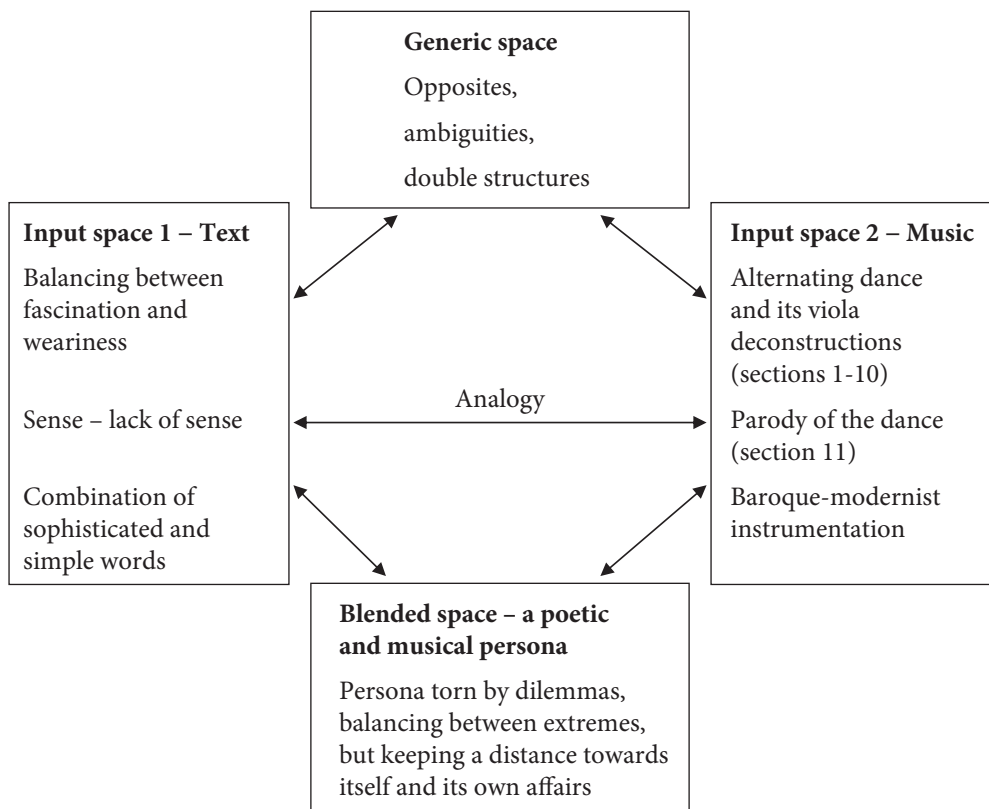 Generic space
Opposites,
ambiguities,
double structures
Input space 1 – Text
Balancing between
fascination and
weariness
Sense – lack of sense
Combination of
sophisticated and
simple words
Analogy
Input space 2 – Music
Alternating dance
and its viola
deconstructions
(sections 1-10)
Parody of the dance
(section 11)
Baroque-modernist
instrumentation
Blended space – a poetic
and musical persona
Persona torn by dilemmas,
balancing between extremes,
but keeping a distance towards
itself and its own affairs